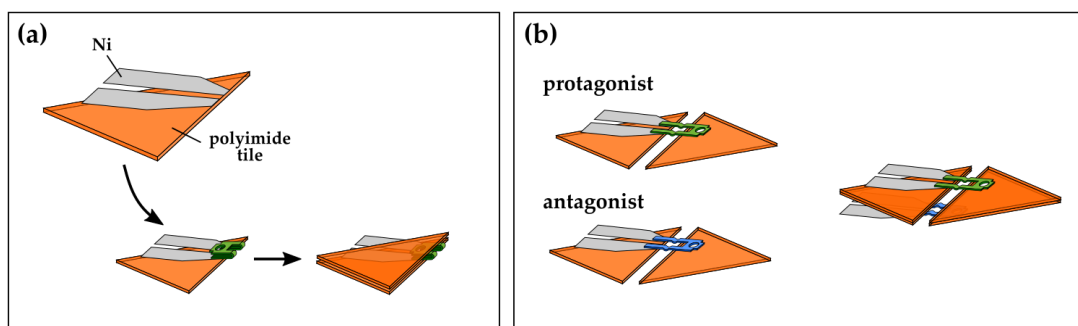 (a)
Ni
polyimide
tile
(b)
protagonist
antagonist